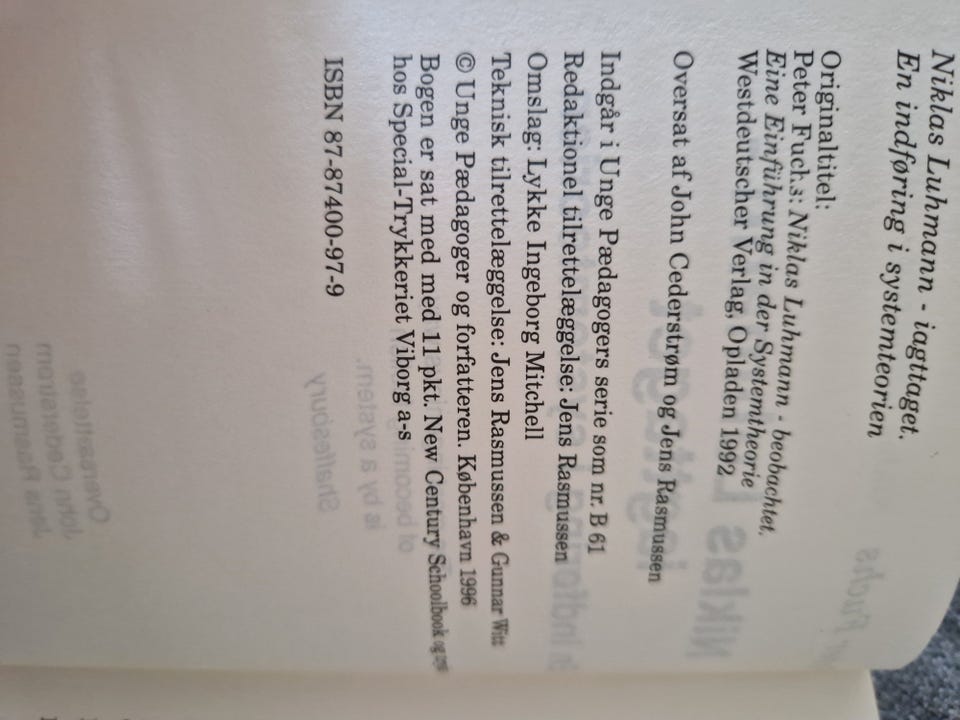 Niklas Luhmann - iagttaget.
En indføring i systemteorien
Originaltitel:
Peter Fuchs: Niklas Luhmann - beobachtet.
Eine Einführung in der Systemtheorie
Westdeutscher Verlag, Opladen 1992
Oversat af John Cederstrøm og Jens Rasmussen
Indgår i Unge Pædagogers serie som nr. B 61
Redaktionel tilrettelæggelse: Jens Rasmussen
Omslag: Lykke Ingeborg Mitchell
Teknisk tilrettelæggelse: Jens Rasmussen & Gunnar Witt
© Unge Pædagoger og forfatteren. København 1996
Bogen er sat med med 11 pkt. New Century Schoolbook og
hos Special-Trykkeriet Viborg a-s
ISBN 87-87400-97-9